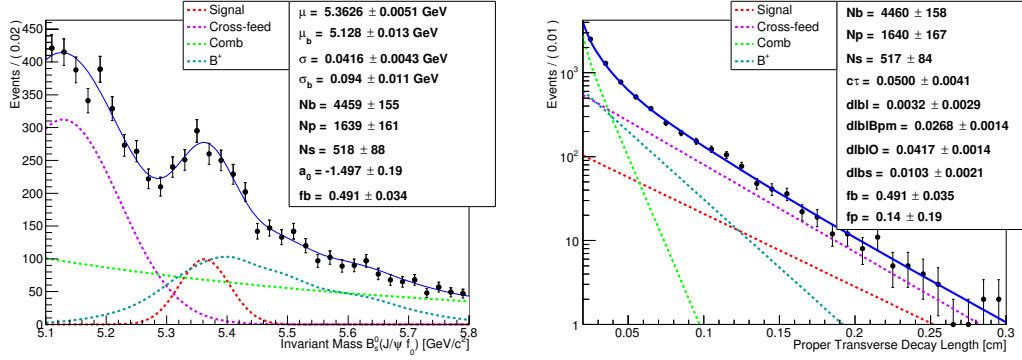 Signal
Cross-feed
Comb
B⁺
μ = 5.3626 ± 0.0051 GeV
μ_b = 5.128 ± 0.013 GeV
σ = 0.0416 ± 0.0043 GeV
σ_b = 0.094 ± 0.011 GeV
Nb = 4459 ± 155
Np = 1639 ± 161
Ns = 518 ± 88
a₀ = -1.497 ± 0.19
fb = 0.491 ± 0.034
Events / ( 0.02)
450
400
350
300
250
200
150
100
50
0
5.1 5.2 5.3 5.4 5.5 5.6 5.7 5.8
Invariant Mass B⁰ₛ(J/ψ f₀) [GeV/c²]
Signal
Cross-feed
Comb
B⁺
Nb = 4460 ± 158
Np = 1640 ± 167
Ns = 517 ± 84
cτ = 0.0500 ± 0.0041
dlbl = 0.0032 ± 0.0029
dlblBpm = 0.0268 ± 0.0014
dlblO = 0.0417 ± 0.0014
dlbs = 0.0103 ± 0.0021
fb = 0.491 ± 0.035
fp = 0.14 ± 0.19
Events / ( 0.01)
10³
10²
10
1
0.05 0.1 0.15 0.2 0.25 0.3
Proper Transverse Decay Length [cm]